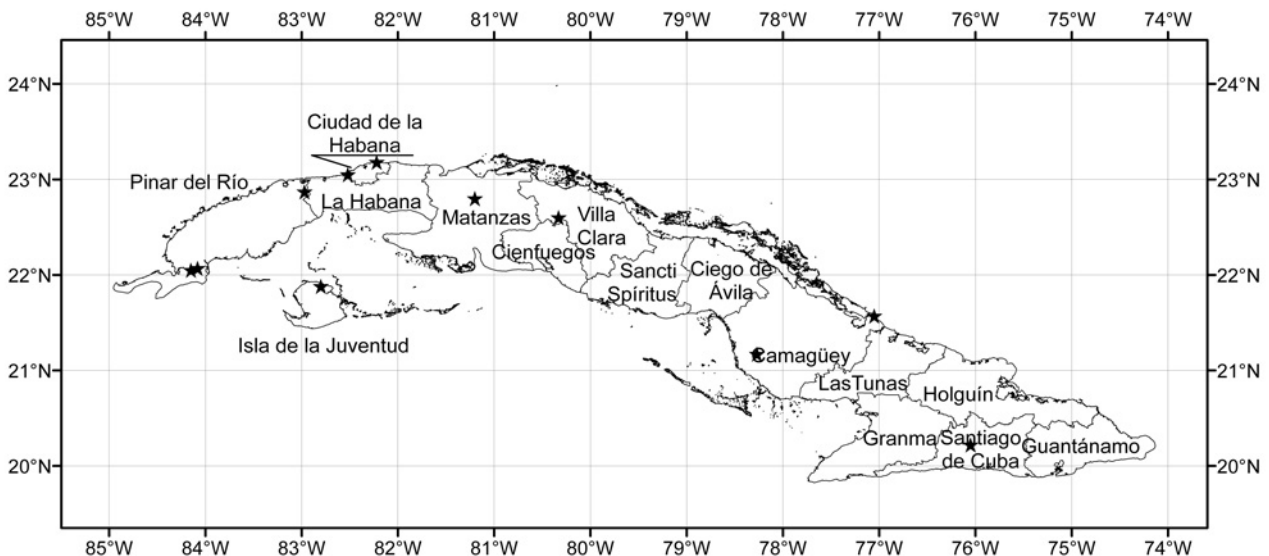 85°W 84°W 83°W 82°W 81°W 80°W 79°W 78°W 77°W 76°W 75°W 74°W
24°N 24°N
Ciudad de la
Habana
23°N 23°N
Pinar del Río
La Habana
Matanzas
Villa
Clara
Cienfuegos
22°N 22°N
Sancti
Spíritus
Ciego de
Ávila
Isla de la Juventud
21°N 21°N
Camagüey
LasTunas
Holguín
Granma
Santiago
de Cuba
Guantánamo
20°N 20°N
85°W 84°W 83°W 82°W 81°W 80°W 79°W 78°W 77°W 76°W 75°W 74°W